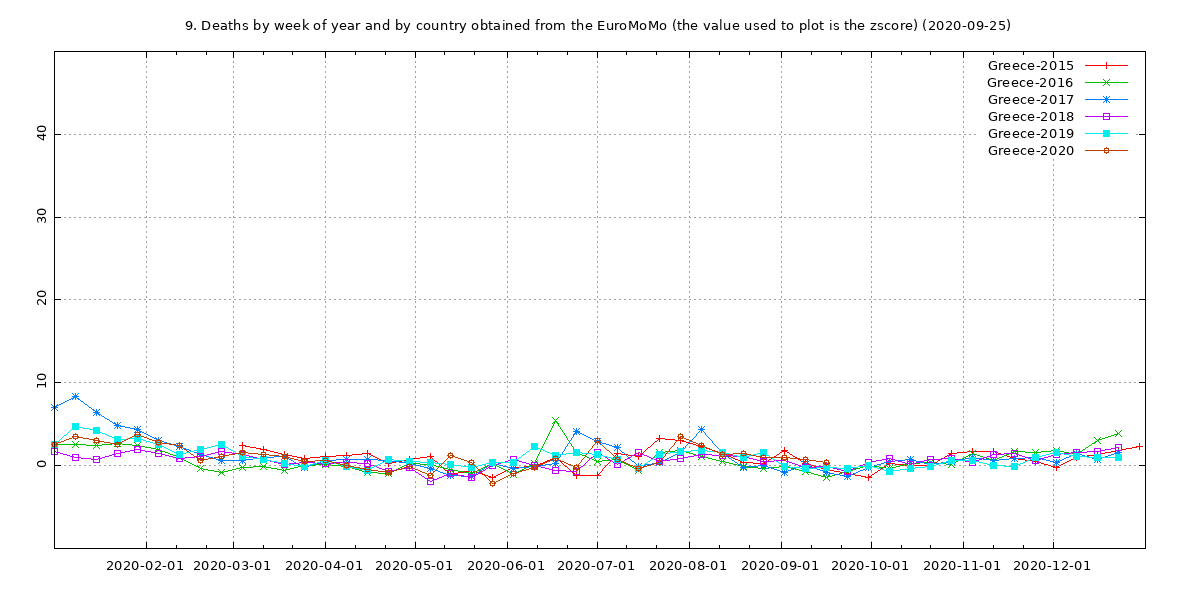 9. Deaths by week of year and by country obtained from the EuroMoMo (the value used to plot is the zscore) (2020-09-25)
Greece-2015
Greece-2016
Greece-2017
Greece-2018
Greece-2019
Greece-2020
40
30
20
10
0
2020-02-01 2020-03-01 2020-04-01 2020-05-01 2020-06-01 2020-07-01 2020-08-01 2020-09-01 2020-10-01 2020-11-01 2020-12-01